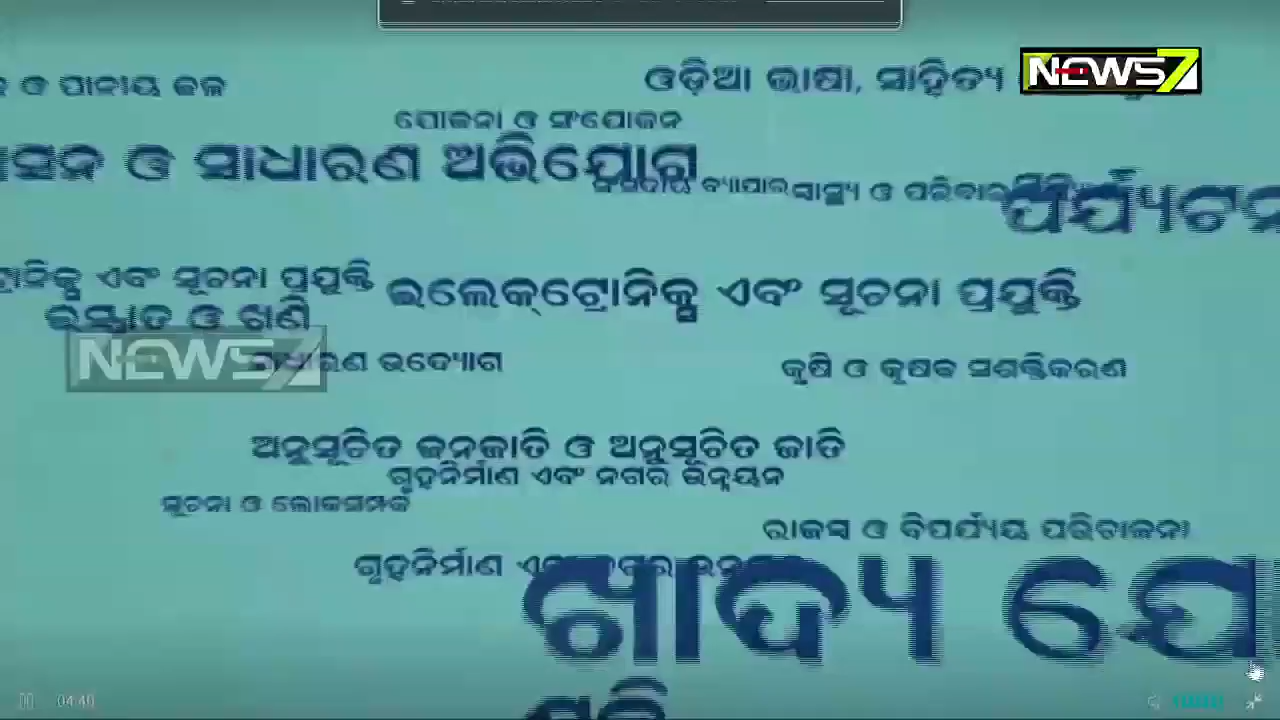 ଓ ପାନୀୟ ଜଳ
ଓଡ଼ିଆ ଭାଷା, ସାହିତ୍ୟ
NEWS7
ଯୋଜନା ଓ ସଂଯୋଜନ
ଓ ସାଧାରଣ ଅଭିଯୋଗ
ବ୍ୟାପାର
ସ୍ୱାସ୍ଥ୍ୟ ଓ ପରିବାର
ପର୍ଯ୍ୟଟନ
ଏବଂ ସୂଚନା ପ୍ରଯୁକ୍ତି
ଇଲେକ୍ଟ୍ରୋନିକ୍ସ ଏବଂ ସୂଚନା ପ୍ରଯୁକ୍ତି
ଇସ୍ପାତ ଓ ଖଣି
NEWS7
ଉଦ୍ୟୋଗ
କୃଷି ଓ କୃଷକ ସଶକ୍ତିକରଣ
ଅନୁସୂଚିତ ଜନଜାତି ଓ ଅନୁସୂଚିତ ଜାତି
ଗୃହନିର୍ମାଣ ଏବଂ ନଗର ଉନ୍ନୟନ
ସୂଚନା ଓ ଲୋକସମ୍ପର୍କ
ରାଜସ୍ୱ ଓ ବିପର୍ଯ୍ୟୟ ପରିଚାଳନା
ଗୃହନିର୍ମାଣ
ଖାଦ୍ୟ ଯୋ
04:40